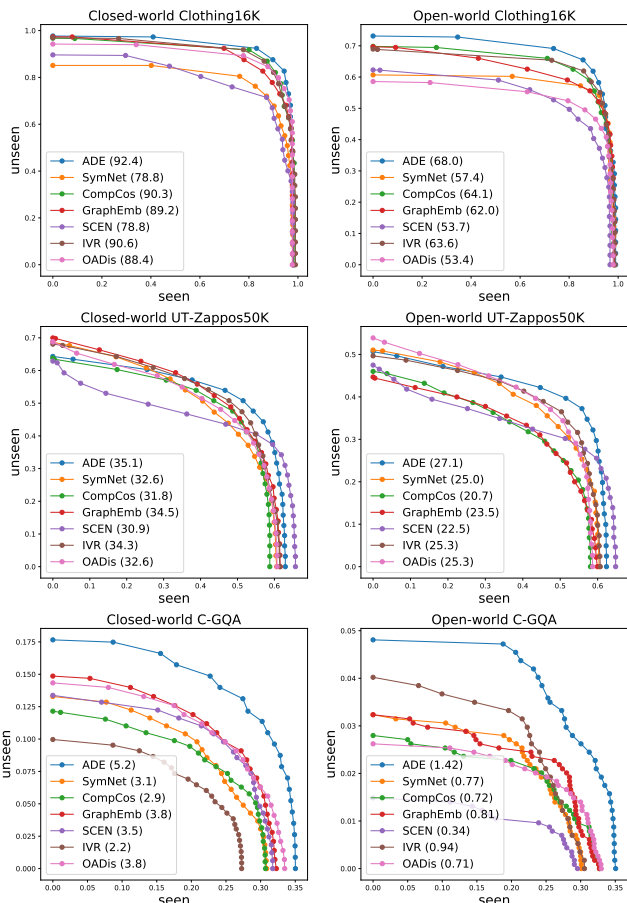 Closed-world Clothing16K
unseen
1.0
0.8
0.6
0.4
0.2
0.0
ADE (92.4)
SymNet (78.8)
CompCos (90.3)
GraphEmb (89.2)
SCEN (78.8)
IVR (90.6)
OADis (88.4)
0.0 0.2 0.4 0.6 0.8 1.0
seen
Open-world Clothing16K
unseen
0.7
0.6
0.5
0.4
0.3
0.2
0.1
0.0
ADE (68.0)
SymNet (57.4)
CompCos (64.1)
GraphEmb (62.0)
SCEN (53.7)
IVR (63.6)
OADis (53.4)
0.0 0.2 0.4 0.6 0.8 1.0
seen
Closed-world UT-Zappos50K
unseen
0.7
0.6
0.5
0.4
0.3
0.2
0.1
0.0
ADE (35.1)
SymNet (32.6)
CompCos (31.8)
GraphEmb (34.5)
SCEN (30.9)
IVR (34.3)
OADis (32.6)
0.0 0.1 0.2 0.3 0.4 0.5 0.6
seen
Open-world UT-Zappos50K
unseen
0.5
0.4
0.3
0.2
0.1
0.0
ADE (27.1)
SymNet (25.0)
CompCos (20.7)
GraphEmb (23.5)
SCEN (22.5)
IVR (25.3)
OADis (25.3)
0.0 0.1 0.2 0.3 0.4 0.5 0.6
seen
Closed-world C-GQA
unseen
0.175
0.150
0.125
0.100
0.075
0.050
0.025
0.000
ADE (5.2)
SymNet (3.1)
CompCos (2.9)
GraphEmb (3.8)
SCEN (3.5)
IVR (2.2)
OADis (3.8)
0.00 0.05 0.10 0.15 0.20 0.25 0.30 0.35
seen
Open-world C-GQA
unseen
0.05
0.04
0.03
0.02
0.01
0.00
ADE (1.42)
SymNet (0.77)
CompCos (0.72)
GraphEmb (0.81)
SCEN (0.34)
IVR (0.94)
OADis (0.71)
0.00 0.05 0.10 0.15 0.20 0.25 0.30 0.35
seen